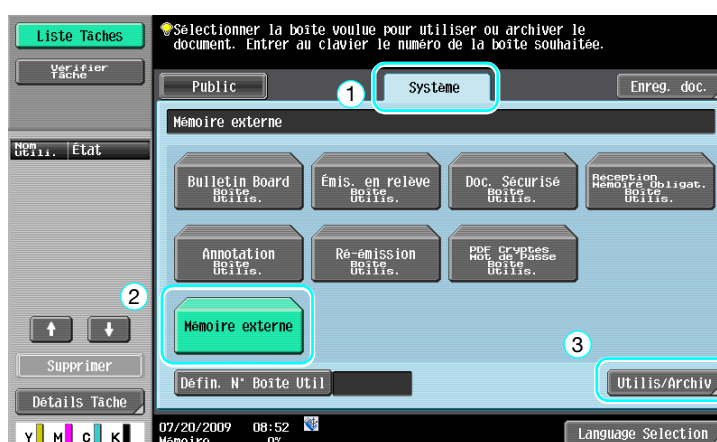 Liste Tâches
Sélectionner la boîte voulue pour utiliser ou archiver le
document. Entrer au clavier le numéro de la boîte souhaitée.
Vérifier
Tâche
Public
1
Système
Enreg. doc.
Mémoire externe
Nom
Utili.
État
Bulletin Board
Boîte
Utilis.
Émis. en relève
Boîte
Utilis.
Doc. Sécurisé
Boîte
Utilis.
Réception
Mémoire Obligat.
Boîte
Utilis.
Annotation
Boîte
Utilis.
Ré-émission
Boîte
Utilis.
PDF Cryptés
Mot de Passe
Boîte
Utilis.
2
Mémoire externe
3
Supprimer
Défin. N° Boîte Util
Utilis/Archiv
Détails Tâche
07/20/2009 08:52
Mémoire 0%
Y M C K
Language Selection